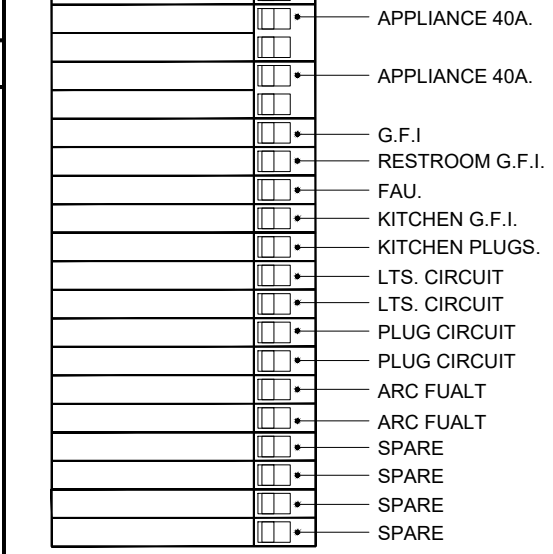 APPLIANCE 40A.
APPLIANCE 40A.
G.F.I
RESTROOM G.F.I.
FAU.
KITCHEN G.F.I.
KITCHEN PLUGS.
LTS. CIRCUIT
LTS. CIRCUIT
PLUG CIRCUIT
PLUG CIRCUIT
ARC FUALT
ARC FUALT
SPARE
SPARE
SPARE
SPARE